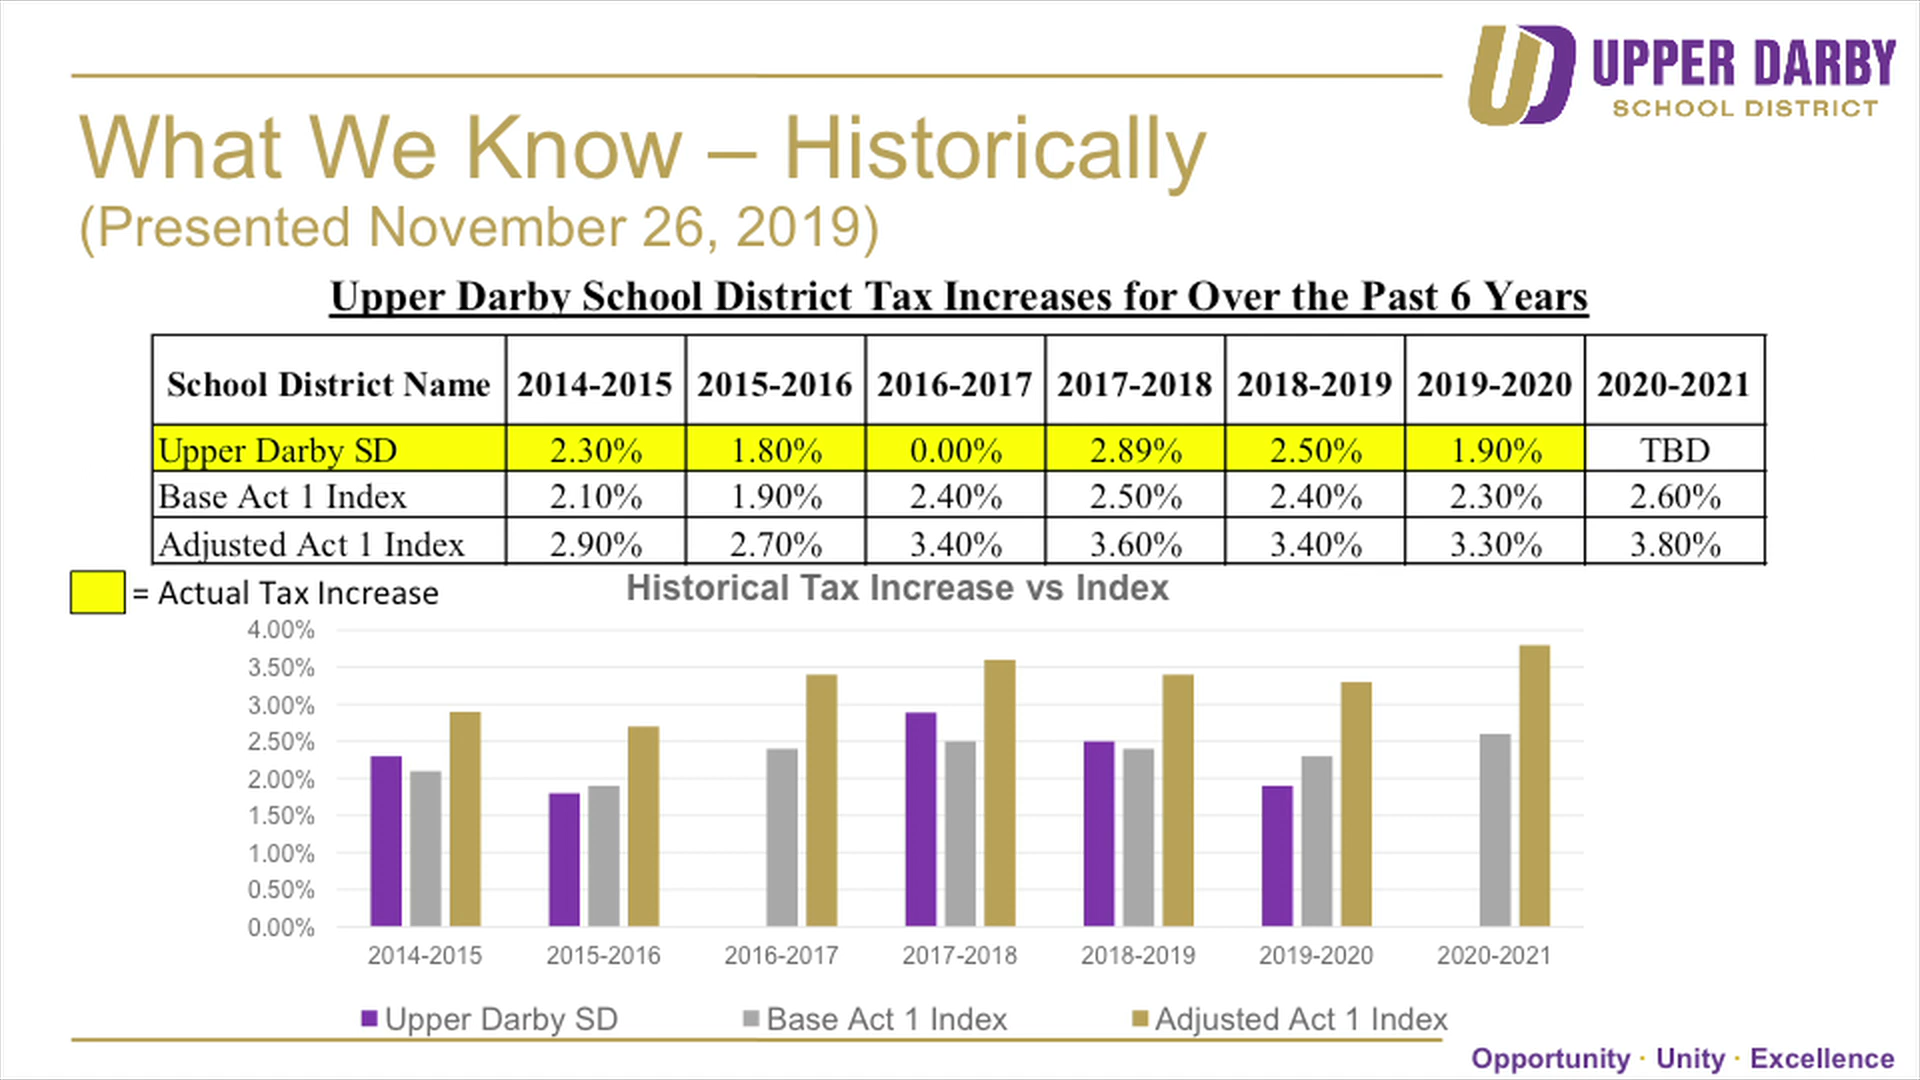 UPPER DARBY
SCHOOL DISTRICT
What We Know – Historically
(Presented November 26, 2019)
Upper Darby School District Tax Increases for Over the Past 6 Years
School District Name 2014-2015 2015-2016 2016-2017 2017-2018 2018-2019 2019-2020 2020-2021
Upper Darby SD 2.30% 1.80% 0.00% 2.89% 2.50% 1.90% TBD
Base Act 1 Index 2.10% 1.90% 2.40% 2.50% 2.40% 2.30% 2.60%
Adjusted Act 1 Index 2.90% 2.70% 3.40% 3.60% 3.40% 3.30% 3.80%
= Actual Tax Increase
Historical Tax Increase vs Index
4.00%
3.50%
3.00%
2.50%
2.00%
1.50%
1.00%
0.50%
0.00%
2014-2015 2015-2016 2016-2017 2017-2018 2018-2019 2019-2020 2020-2021
Upper Darby SD Base Act 1 Index Adjusted Act 1 Index
Opportunity · Unity · Excellence